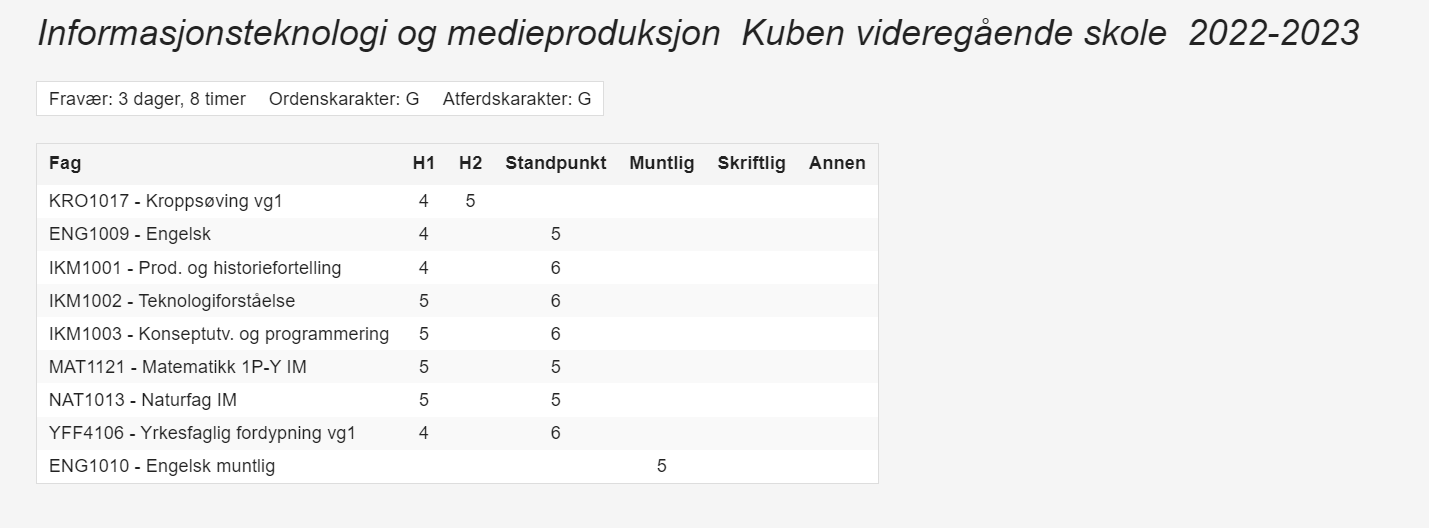 Informasjonsteknologi og medieproduksjon Kuben videregående skole 2022-2023
Fravær: 3 dager, 8 timer Ordenskarakter: G Atferdskarakter: G
Fag H1 H2 Standpunkt Muntlig Skriftlig Annen
KRO1017 - Kroppsøving vg1 4 5
ENG1009 - Engelsk 4 5
IKM1001 - Prod. og historiefortelling 4 6
IKM1002 - Teknologiforståelse 5 6
IKM1003 - Konseptutv. og programmering 5 6
MAT1121 - Matematikk 1P-Y IM 5 5
NAT1013 - Naturfag IM 5 5
YFF4106 - Yrkesfaglig fordypning vg1 4 6
ENG1010 - Engelsk muntlig 5